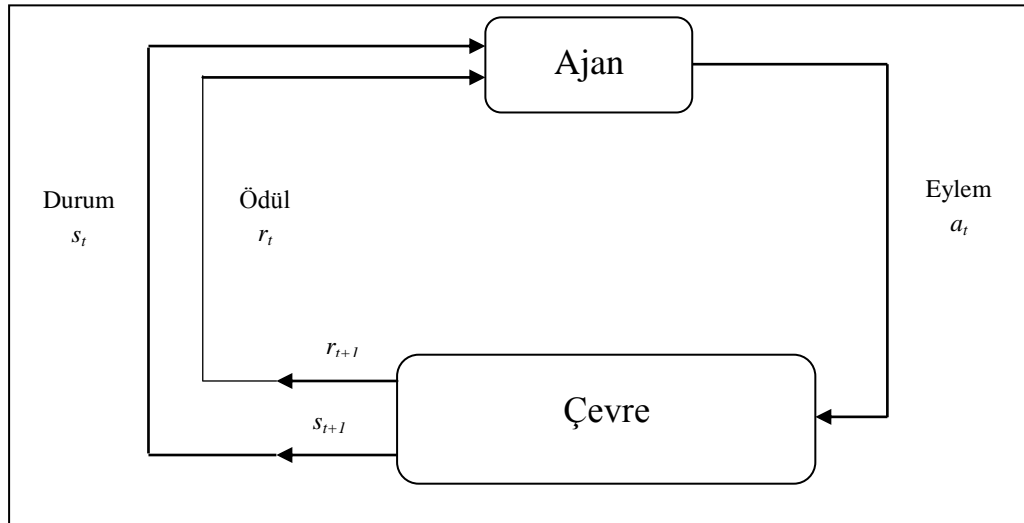 Ajan
Durum
s_t
Ödül
r_t
Eylem
a_t
r_{t+1}
s_{t+1}
Çevre